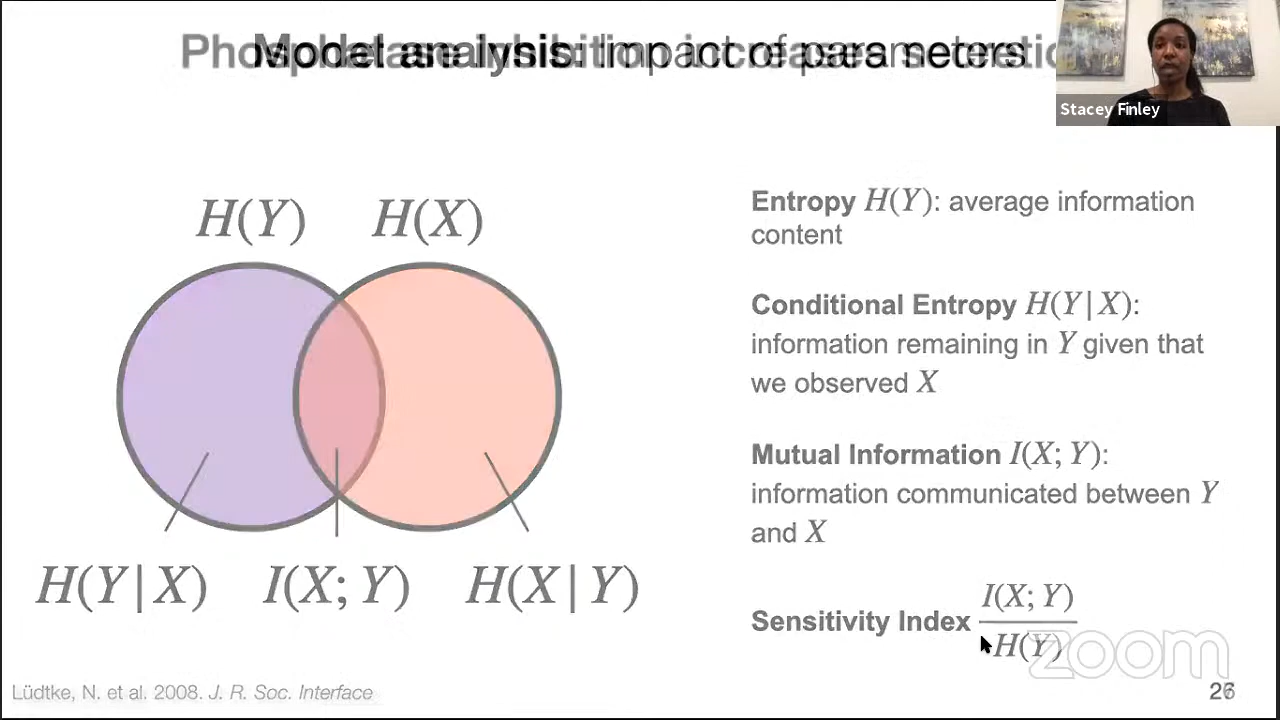 Model analysis: impact of parameters
Stacey Finley
H(Y) H(X)
H(Y|X) I(X; Y) H(X|Y)
Entropy H(Y): average information
content
Conditional Entropy H(Y|X):
information remaining in Y given that
we observed X
Mutual Information I(X; Y):
information communicated between Y
and X
Sensitivity Index I(X; Y)
H(Y)
zoom
Lüdtke, N. et al. 2008. J. R. Soc. Interface